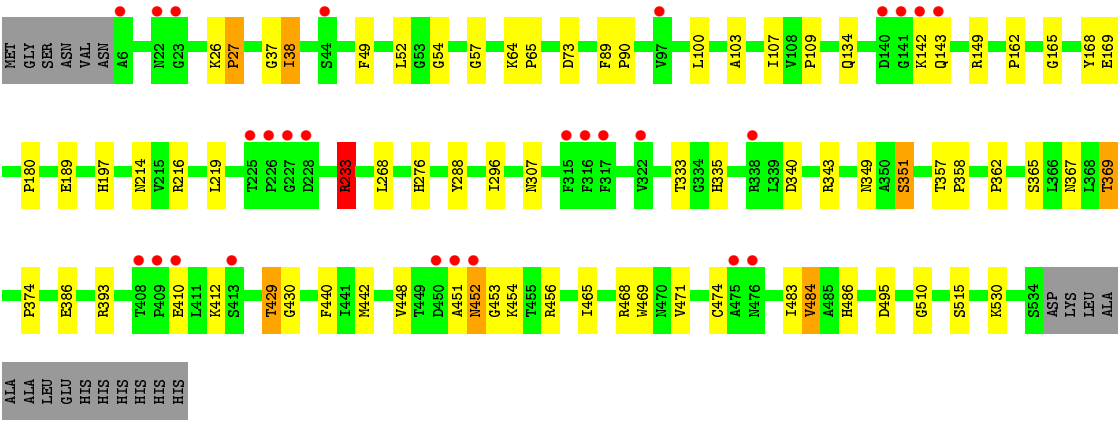 MET GLY SER ASN VAL ASN A6 N22 G23 K26 P27 G37 I38 S44 F49 L52 G53 G54 G57 K64 P65 D73 F89 P90 V97 L100 A103 I107 V108 P109 Q134 D140 G141 K142 Q143 R149 P162 G165 Y168 E169
P180 E189 H197 N214 V215 R216 L219 T225 P226 G227 D228 R233 L268 H276 Y288 I296 N307 F315 F316 F317 V322 T333 G334 H335 R338 L339 D340 R343 N349 A350 S351 T357 P358 P362 S365 L366 N367 L368 T369
P374 E386 R393 T408 P409 E410 L411 K412 S413 T429 G430 F440 I441 M442 V448 T449 D450 A451 N452 G453 K454 T455 R456 I465 R468 W469 N470 V471 C474 A475 N476 I483 V484 A485 H486 D495 G510 S515 K530 S534 ASP LYS LEU ALA
ALA ALA LEU GLU HIS HIS HIS HIS HIS HIS